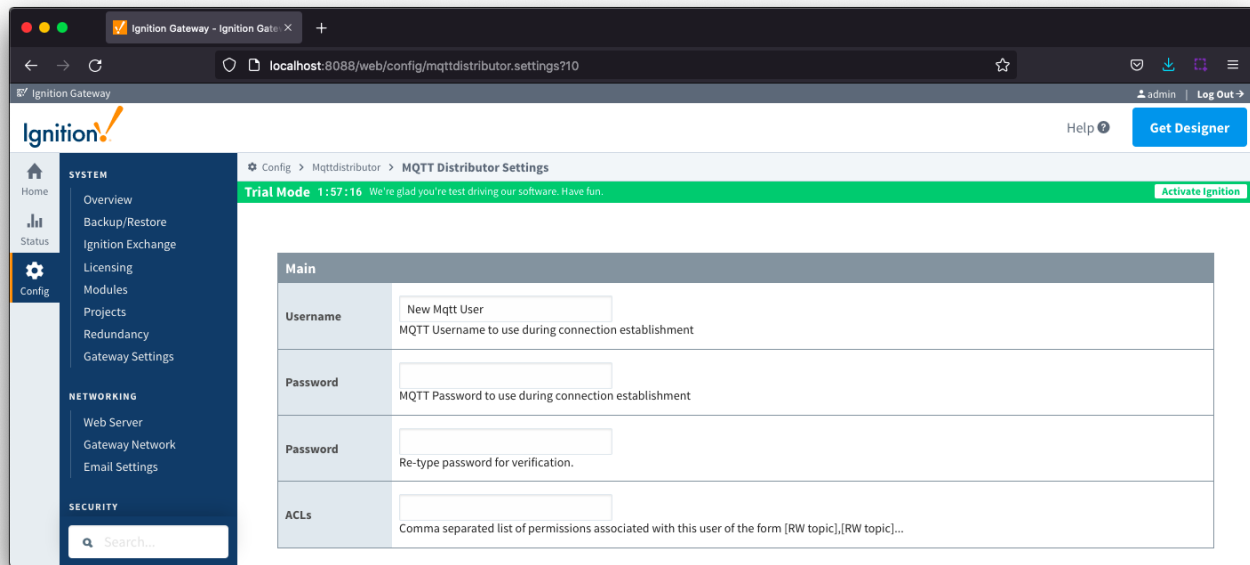 Ignition Gateway - Ignition Gate
localhost:8088/web/config/mqttdistributor.settings?10
Ignition Gateway
admin | Log Out
Ignition!
Help
Get Designer
Home
Status
Config
SYSTEM
Overview
Backup/Restore
Ignition Exchange
Licensing
Modules
Projects
Redundancy
Gateway Settings
NETWORKING
Web Server
Gateway Network
Email Settings
SECURITY
Search...
Config > Mqttdistributor > MQTT Distributor Settings
Trial Mode 1:57:16 We're glad you're test driving our software. Have fun.
Activate Ignition
Main
Username
New Mqtt User
MQTT Username to use during connection establishment
Password
MQTT Password to use during connection establishment
Password
Re-type password for verification.
ACLs
Comma separated list of permissions associated with this user of the form [RW topic],[RW topic]...